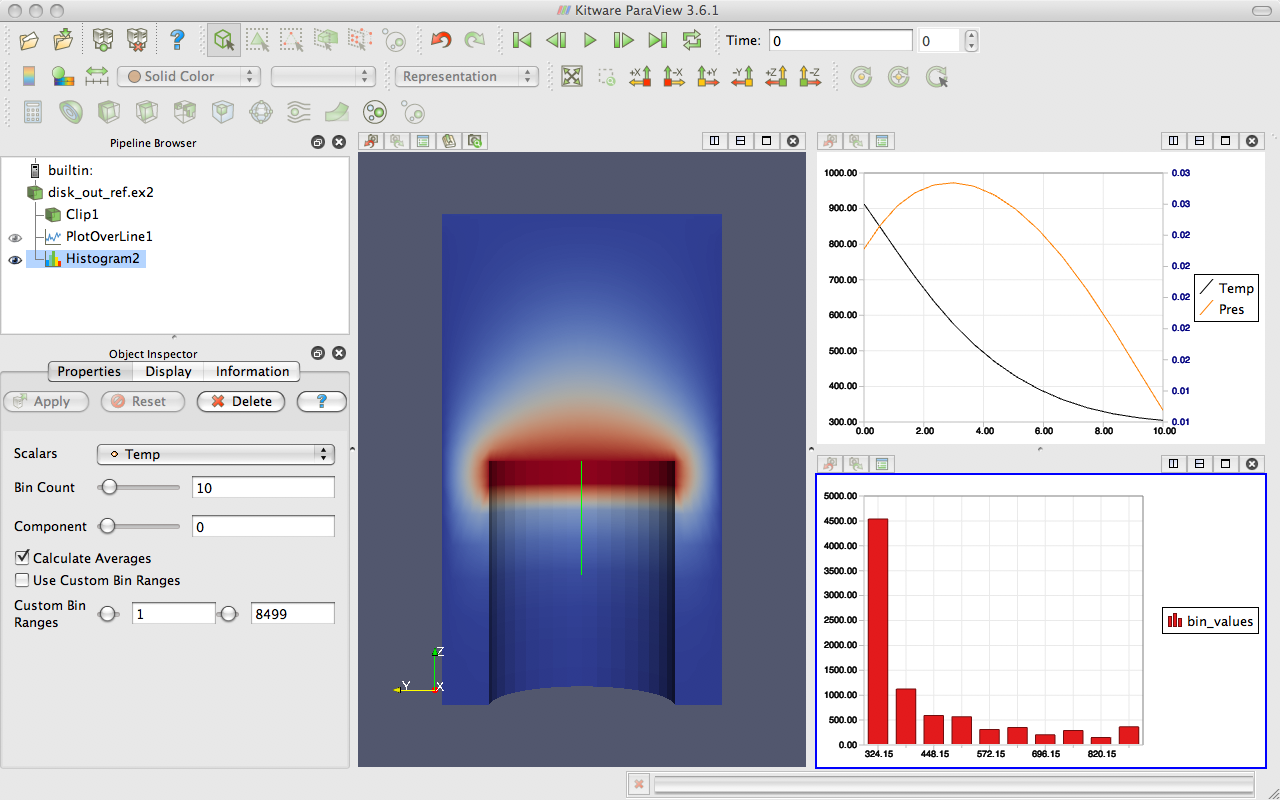 Kitware ParaView 3.6.1
Time: 0 0
Solid Color Representation
+X -X +Y -Y +Z -Z
Pipeline Browser
builtin:
disk_out_ref.ex2
Clip1
PlotOverLine1
Histogram2
Object Inspector
Properties Display Information
Apply Reset Delete ?
Scalars Temp
Bin Count 10
Component 0
Calculate Averages
Use Custom Bin Ranges
Custom Bin Ranges 1 8499
Z
Y X
1000.00 0.03
900.00 0.03
800.00 0.02
700.00 0.02
600.00 0.02
500.00 0.02
400.00 0.02
0.01
300.00 0.01
0.00 2.00 4.00 6.00 8.00 10.00
Temp
Pres
5000.00
4500.00
4000.00
3500.00
3000.00
2500.00
2000.00
1500.00
1000.00
500.00
0.00
324.15 448.15 572.15 696.15 820.15
bin_values